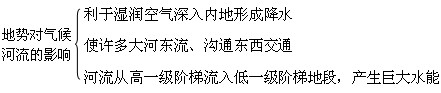 地势对气候
河流的影响
利于湿润空气深入内地形成降水
使许多大河东流、沟通东西交通
河流从高一级阶梯流入低一级阶梯地段，产生巨大水能